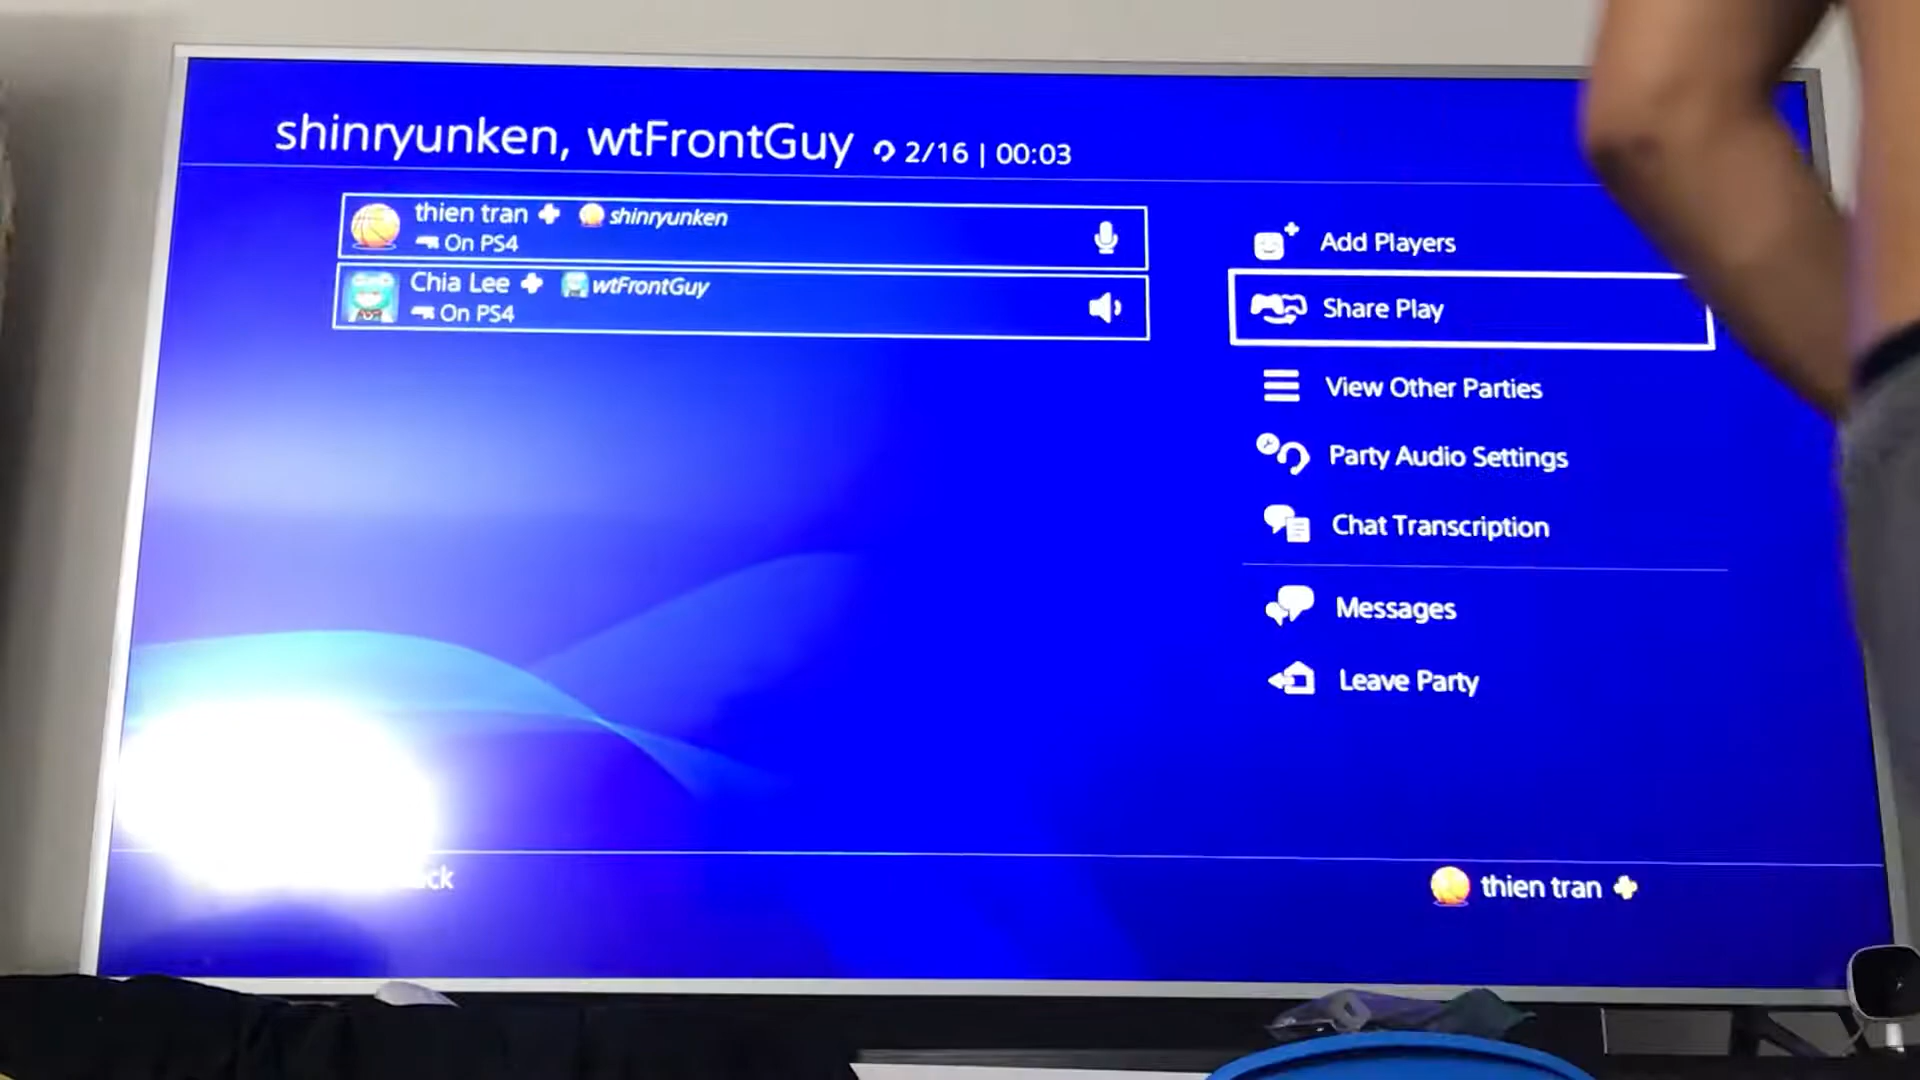 shinryunken, wtFrontGuy 2/16 | 00:03
thien tran shinryunken
On PS4
Chia Lee wtFrontGuy
On PS4
Add Players
Share Play
View Other Parties
Party Audio Settings
Chat Transcription
Messages
Leave Party
thien tran